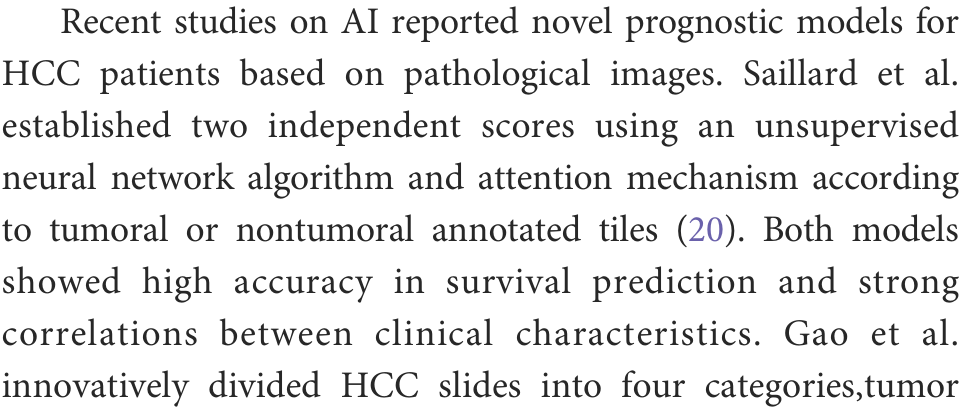 Recent studies on AI reported novel prognostic models for
HCC patients based on pathological images. Saillard et al.
established two independent scores using an unsupervised
neural network algorithm and attention mechanism according
to tumoral or nontumoral annotated tiles (20). Both models
showed high accuracy in survival prediction and strong
correlations between clinical characteristics. Gao et al.
innovatively divided HCC slides into four categories,tumor